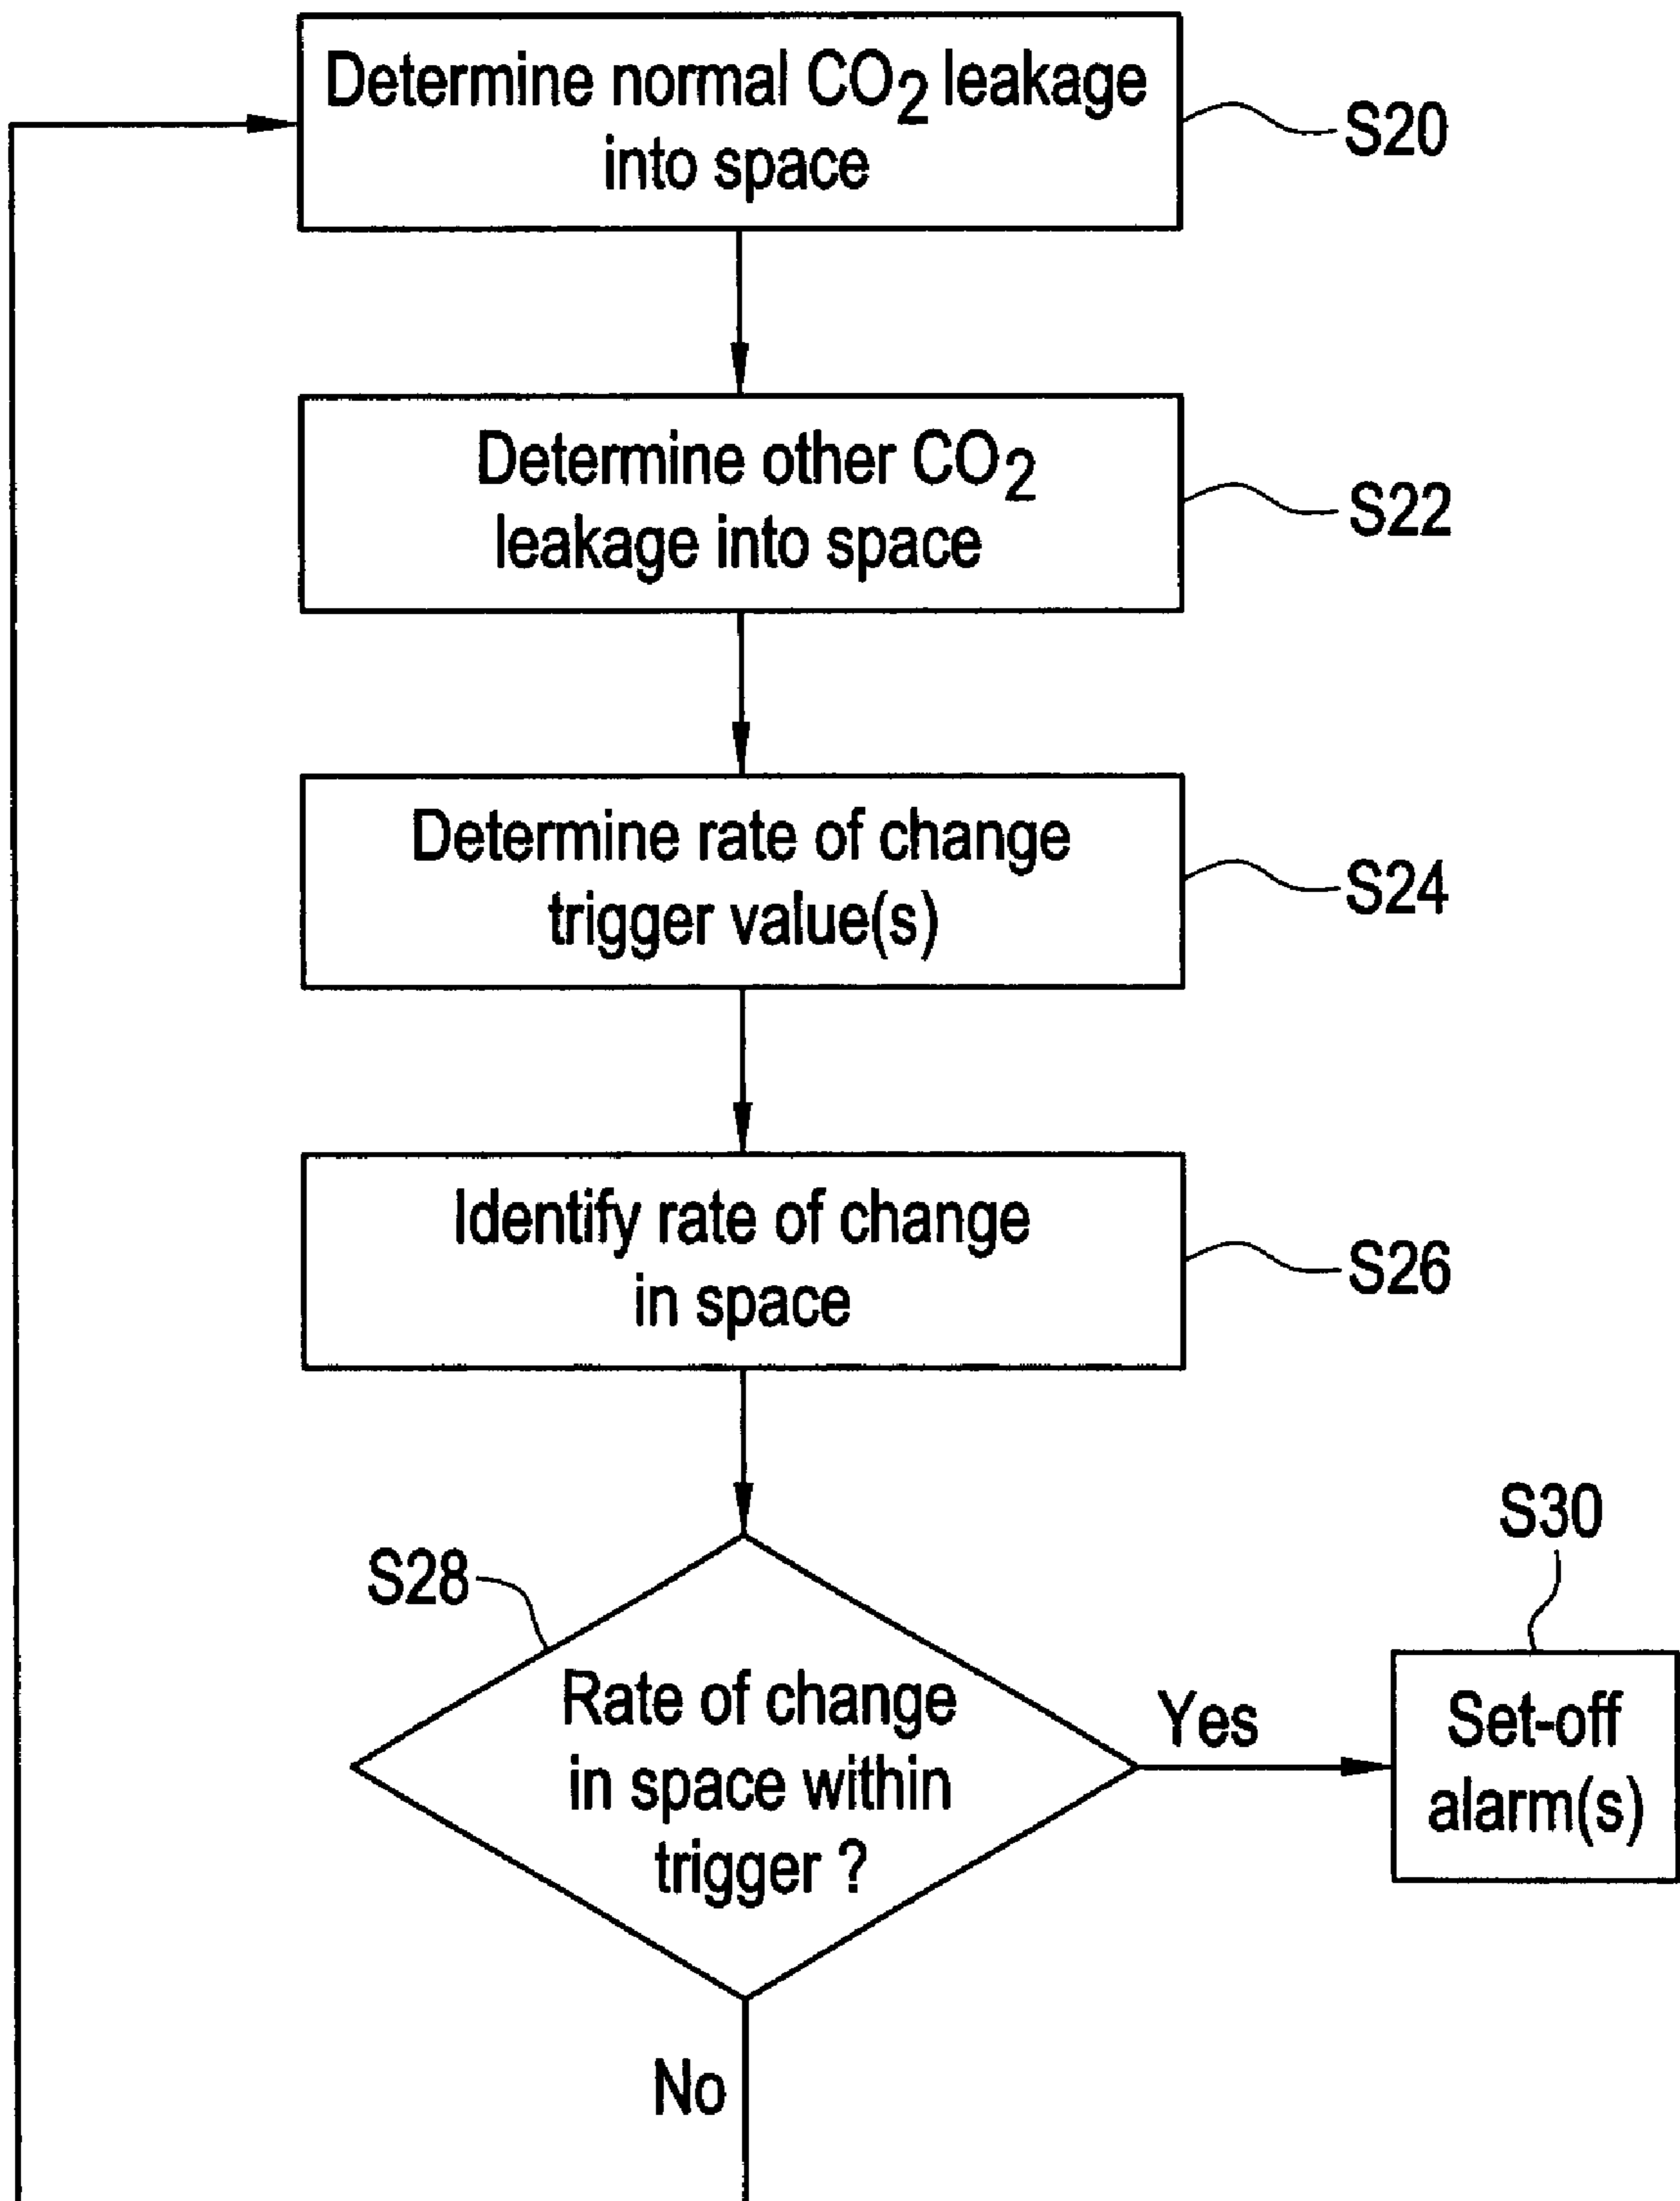 Determine normal CO2 leakage
into space
S20
Determine other CO2
leakage into space
S22
Determine rate of change
trigger value(s)
S24
Identify rate of change
in space
S26
S28
Rate of change
in space within
trigger ?
Yes
S30
Set-off
alarm(s)
No